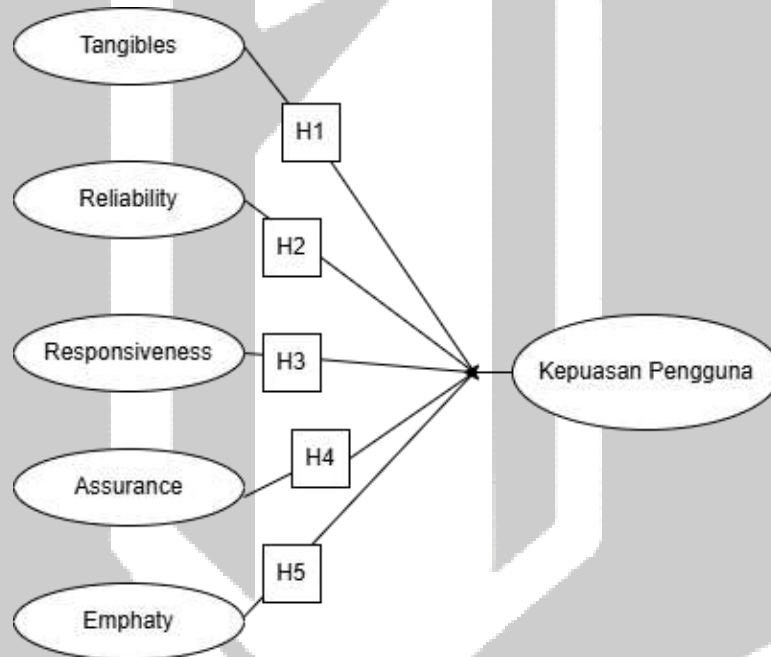 Tangibles
H1
Reliability
H2
Responsiveness
H3
Kepuasan Pengguna
Assurance
H4
Emphaty
H5